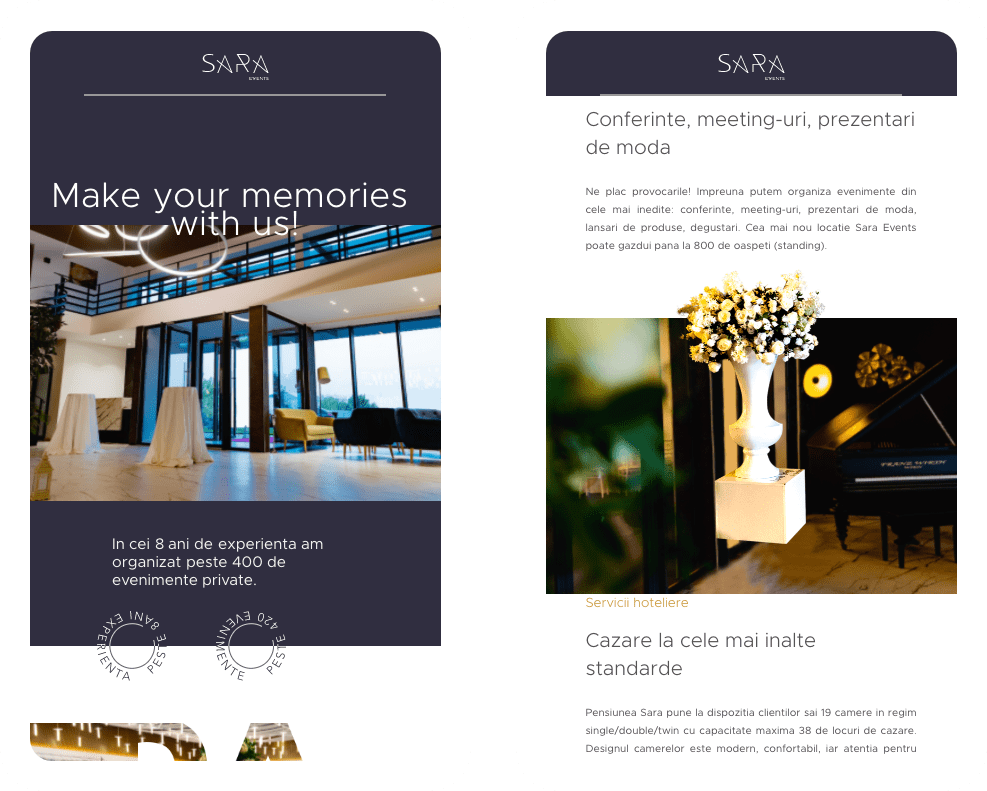 SARA
EVENTS
Make your memories
with us!
In cei 8 ani de experienta am
organizat peste 400 de
evenimente private.
PESTE 8ANI EXPERIENTA
PESTE 420 EVENIMENTE
SARA
EVENTS
Conferinte, meeting-uri, prezentari
de moda
Ne plac provocarile! Impreuna putem organiza evenimente din
cele mai inedite: conferinte, meeting-uri, prezentari de moda,
lansari de produse, degustari. Cea mai nou locatie Sara Events
poate gazdui pana la 800 de oaspeti (standing).
Servicii hoteliere
Cazare la cele mai inalte
standarde
Pensiunea Sara pune la dispozitia clientilor sai 19 camere in regim
single/double/twin cu capacitate maxima 38 de locuri de cazare.
Designul camerelor este modern, confortabil, iar atentia pentru